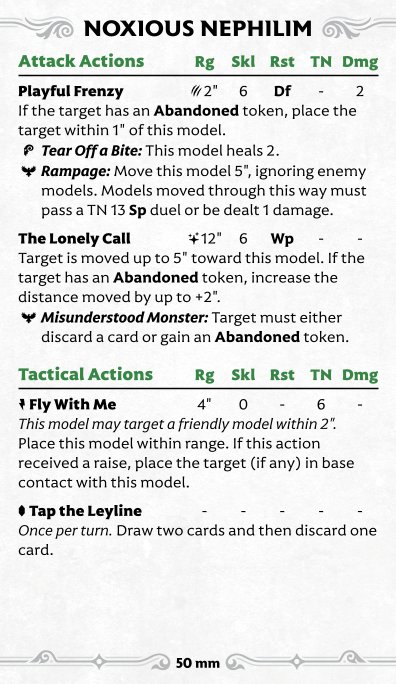 NOXIOUS NEPHILIM
Attack Actions Rg Skl Rst TN Dmg
Playful Frenzy 2" 6 Df - 2
If the target has an Abandoned token, place the
target within 1" of this model.
Tear Off a Bite: This model heals 2.
Rampage: Move this model 5", ignoring enemy
models. Models moved through this way must
pass a TN 13 Sp duel or be dealt 1 damage.
The Lonely Call 12" 6 Wp - -
Target is moved up to 5" toward this model. If the
target has an Abandoned token, increase the
distance moved by up to +2".
Misunderstood Monster: Target must either
discard a card or gain an Abandoned token.
Tactical Actions Rg Skl Rst TN Dmg
Fly With Me 4" 0 - 6 -
This model may target a friendly model within 2".
Place this model within range. If this action
received a raise, place the target (if any) in base
contact with this model.
Tap the Leyline - - - - -
Once per turn. Draw two cards and then discard one
card.
50 mm